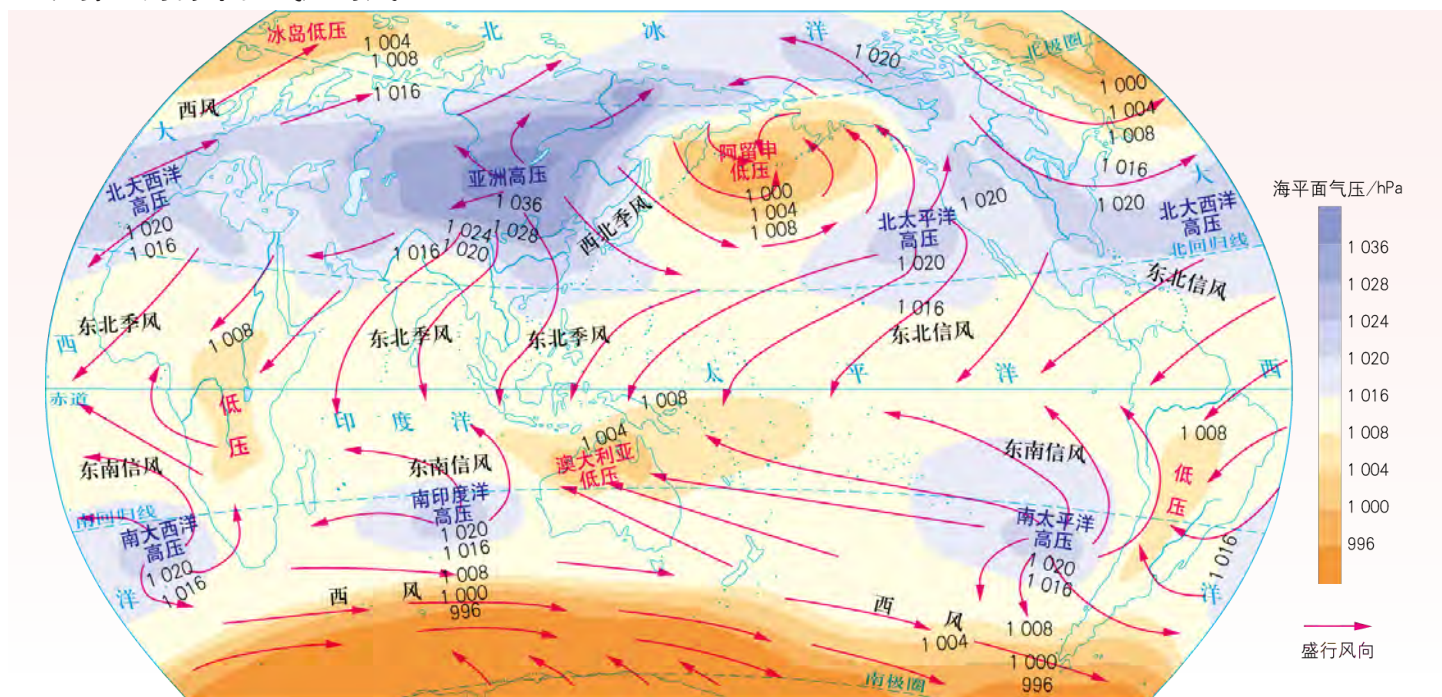 冰岛低压
1 004
1 008
1 016
北
冰
洋
1 020
北极圈
1 000
1 004
1 008
1 016
1 020
西风
大
北大西洋
高压
1 020
1 016
亚洲高压
1 036
1 024
1 028
1 016
1 020
西北季风
阿留申
低压
1 000
1 004
1 008
北太平洋
高压
1 020
1 016
1 020
大
北大西洋
高压
北回归线
东北信风
东北季风
1 008
东北季风
东北季风
东北信风
西
太
平
洋
西
赤道
低
压
印
度
洋
1 008
1 004
澳大利亚
低压
东南信风
东南信风
东南信风
1 008
低
压
南回归线
南大西洋
高压
1 020
1 016
洋
南印度洋
高压
1 020
1 016
1 008
1 000
996
南太平洋
高压
1 020
1 016
1 016
洋
西
风
西
风
1 004
1 008
1 000
996
南极圈
海平面气压/hPa
1 036
1 028
1 024
1 020
1 016
1 008
1 004
1 000
996
盛行风向